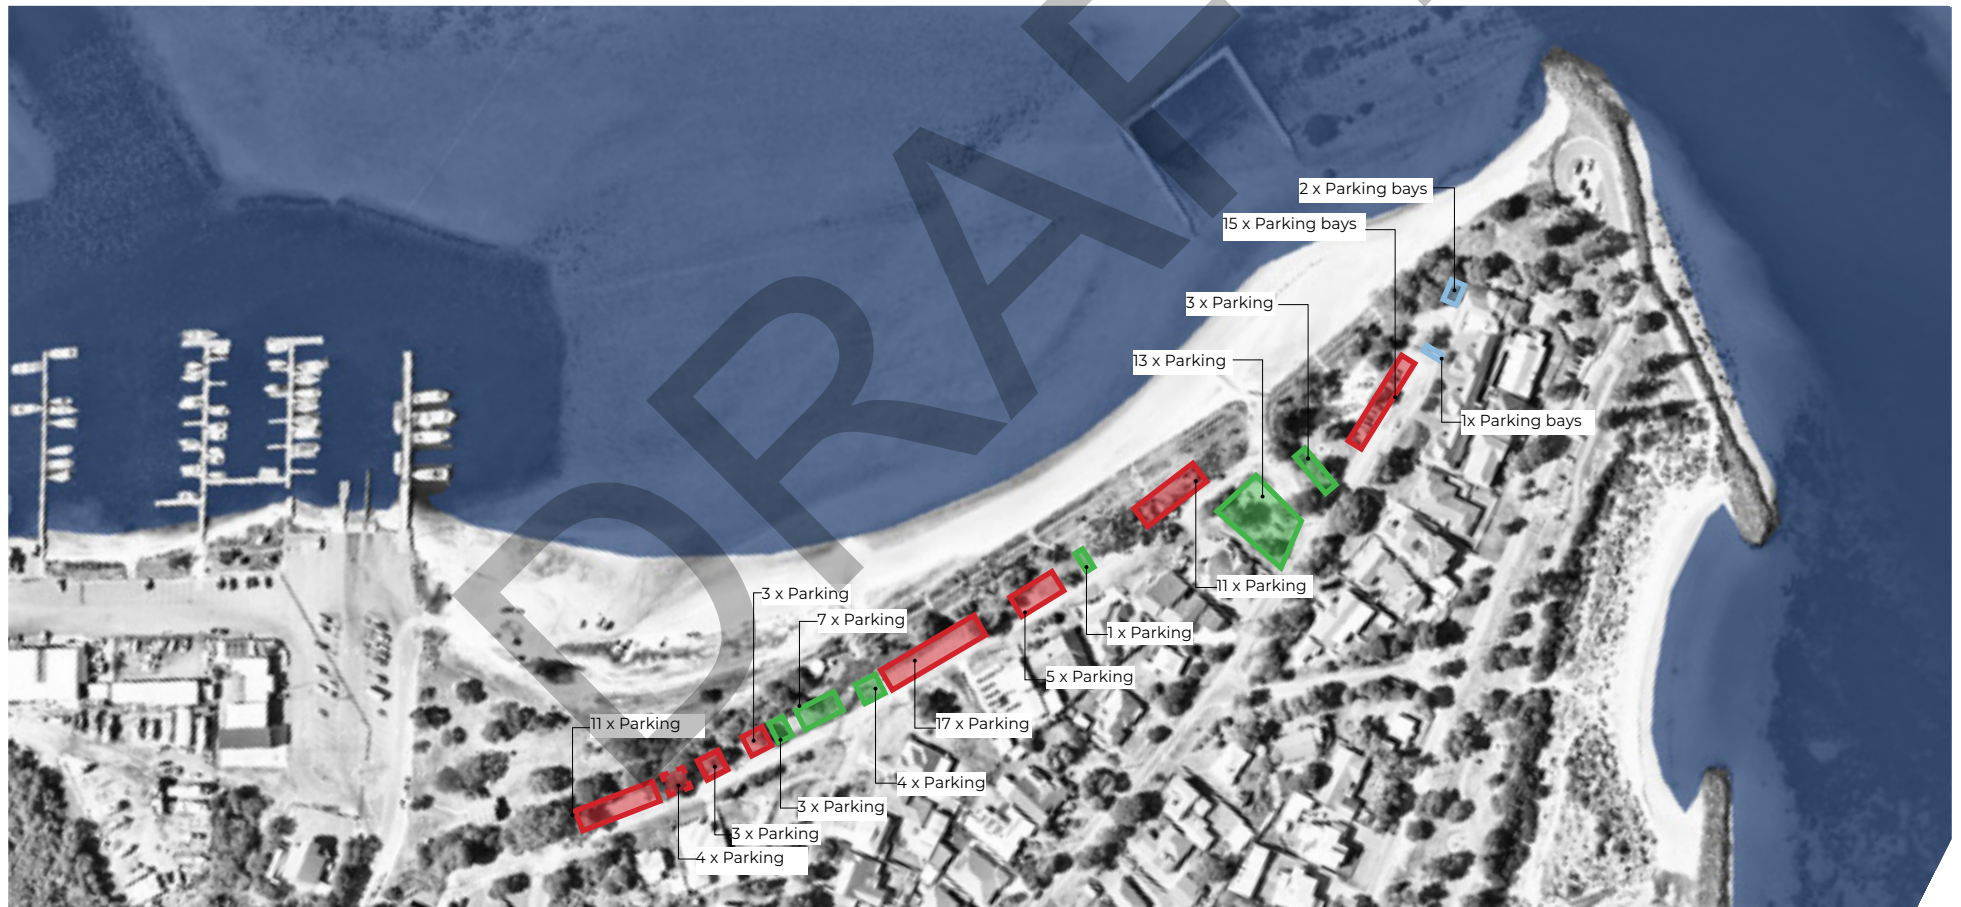 DRAF
2 x Parking bays
15 x Parking bays
3 x Parking
13 x Parking
1x Parking bays
11 x Parking
3 x Parking
7 x Parking
1 x Parking
5 x Parking
11 x Parking
17 x Parking
4 x Parking
3 x Parking
3 x Parking
4 x Parking